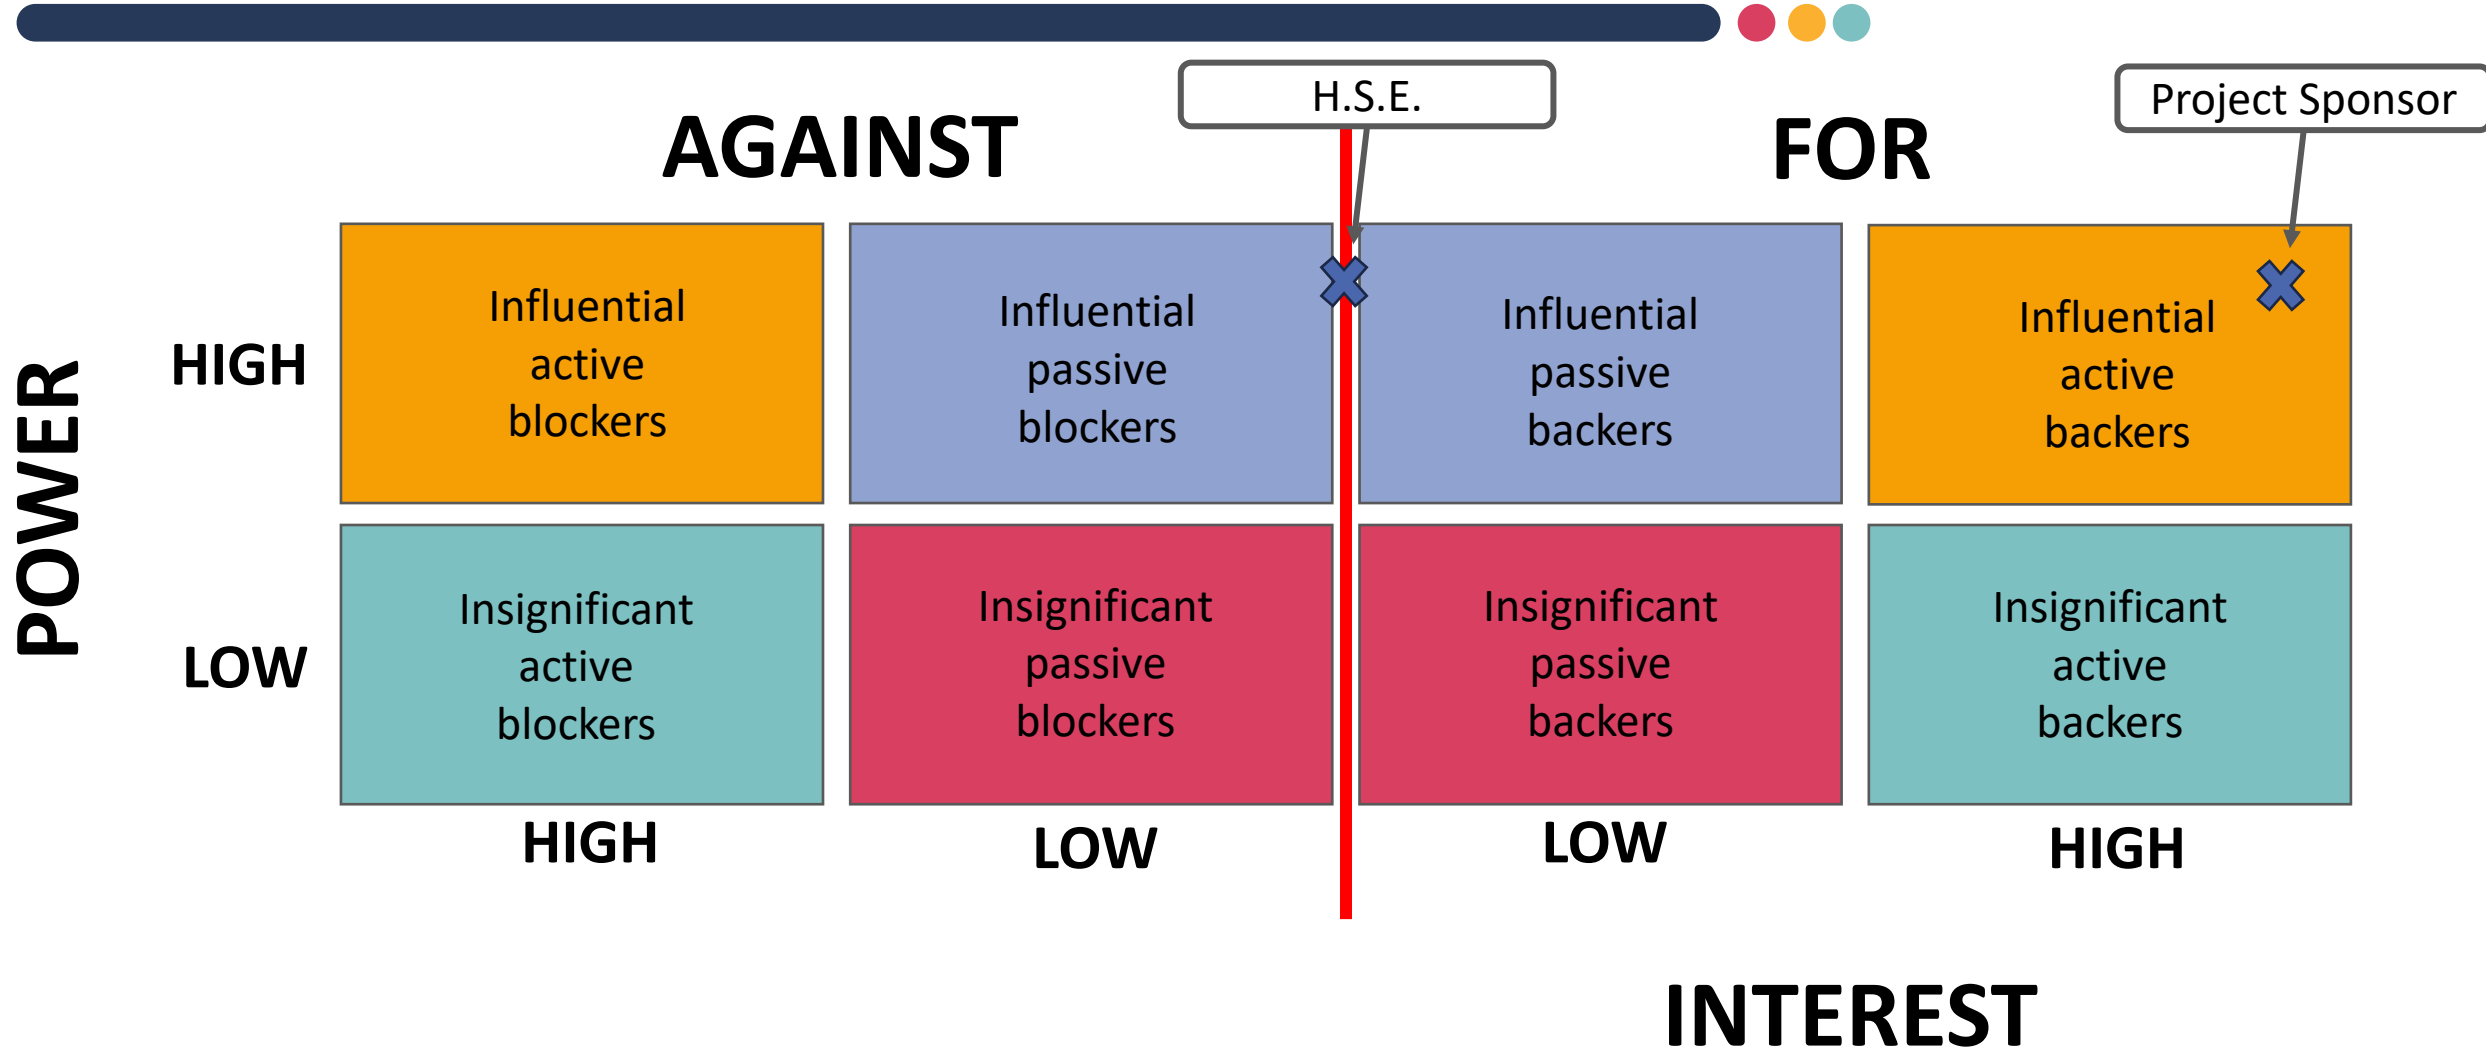 H.S.E.
Project Sponsor
AGAINST
FOR
POWER
HIGH
Influential
active
blockers
Influential
passive
blockers
Influential
passive
backers
Influential
active
backers
LOW
Insignificant
active
blockers
Insignificant
passive
blockers
Insignificant
passive
backers
Insignificant
active
backers
HIGH
LOW
LOW
HIGH
INTEREST